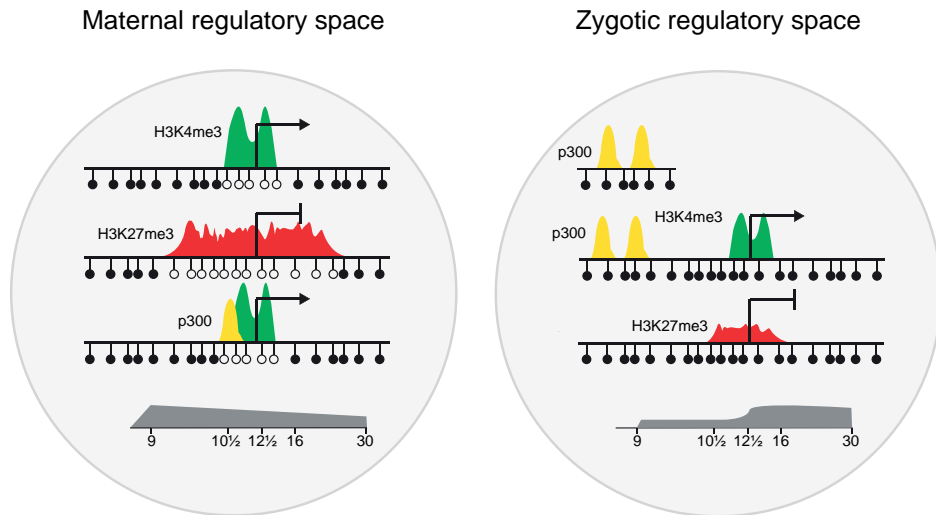 Maternal regulatory space
Zygotic regulatory space
H3K4me3
H3K27me3
p300
9 10½ 12½ 16 30
p300
p300
H3K4me3
H3K27me3
9 10½ 12½ 16 30